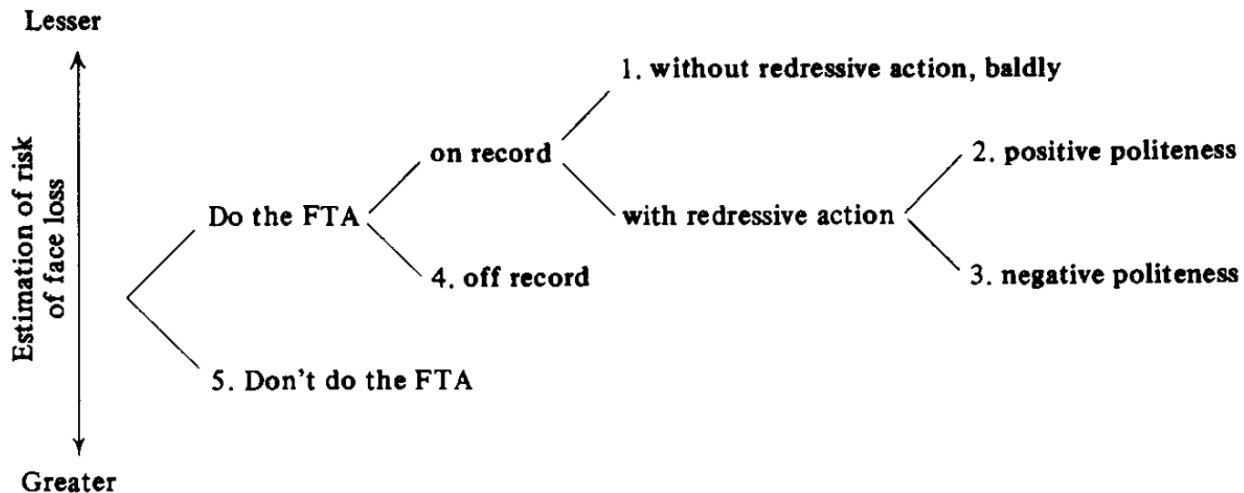 Lesser
1. without redressive action, baldly
on record
2. positive politeness
Estimation of risk
of face loss
Do the FTA
with redressive action
4. off record
3. negative politeness
5. Don't do the FTA
Greater